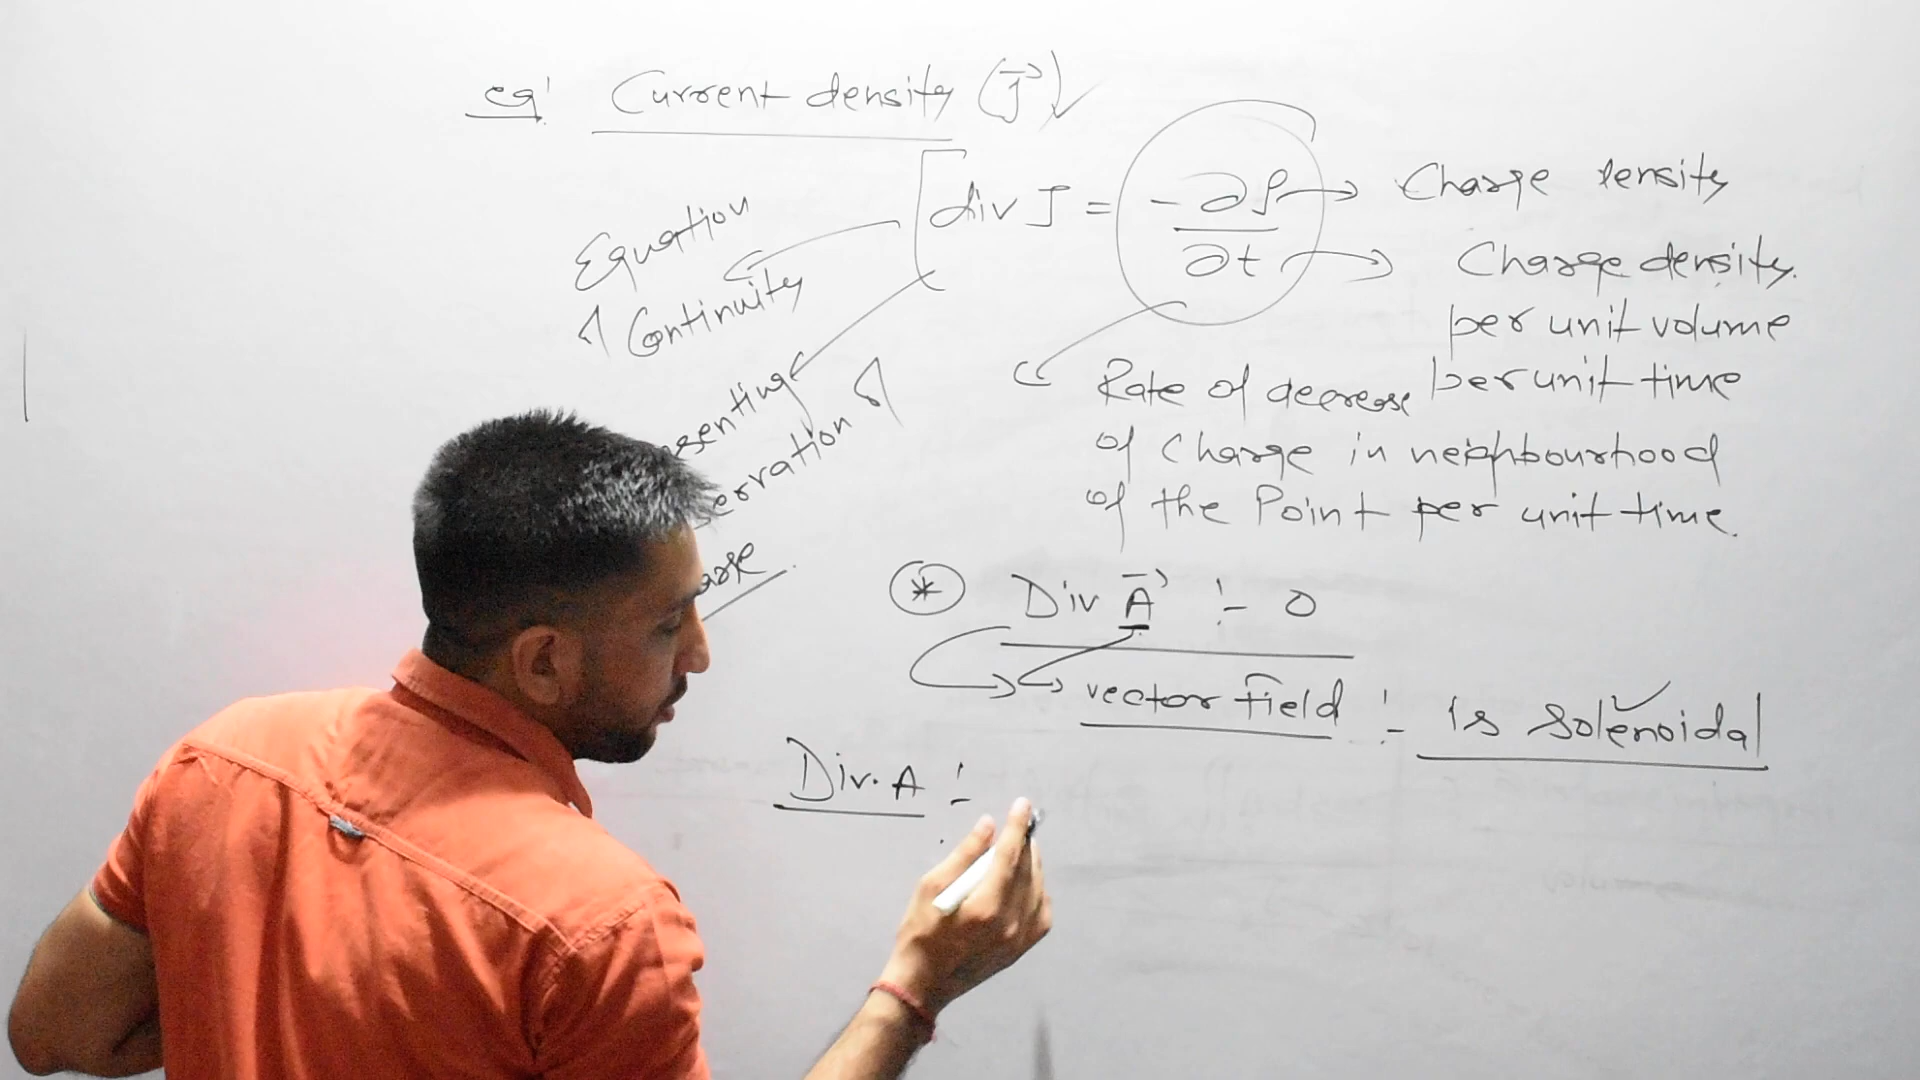 eg! Current density (J⃗)
div J = -∂ρ/∂t → Charge density
→ Charge density
per unit volume
per unit time
Equation
of Continuity
of
Rate of decrease
of Charge in neighbourhood
of the Point per unit time.
* Div A⃗ :- 0
vector field :- is Solenoidal
Div. A :-